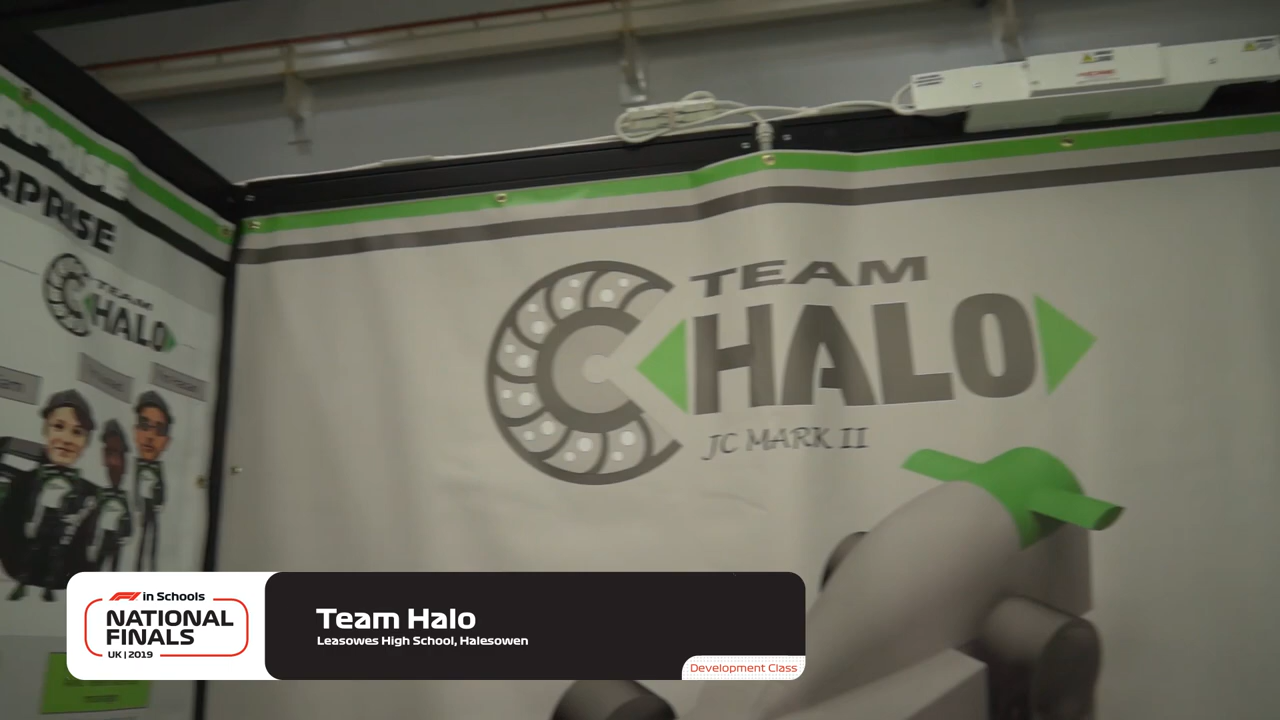 RPRISE
RPRISE
TEAM
HALO
TEAM
HALO
JC MARK II
in Schools
NATIONAL
FINALS
UK | 2019
Team Halo
Leasowes High School, Halesowen
Development Class